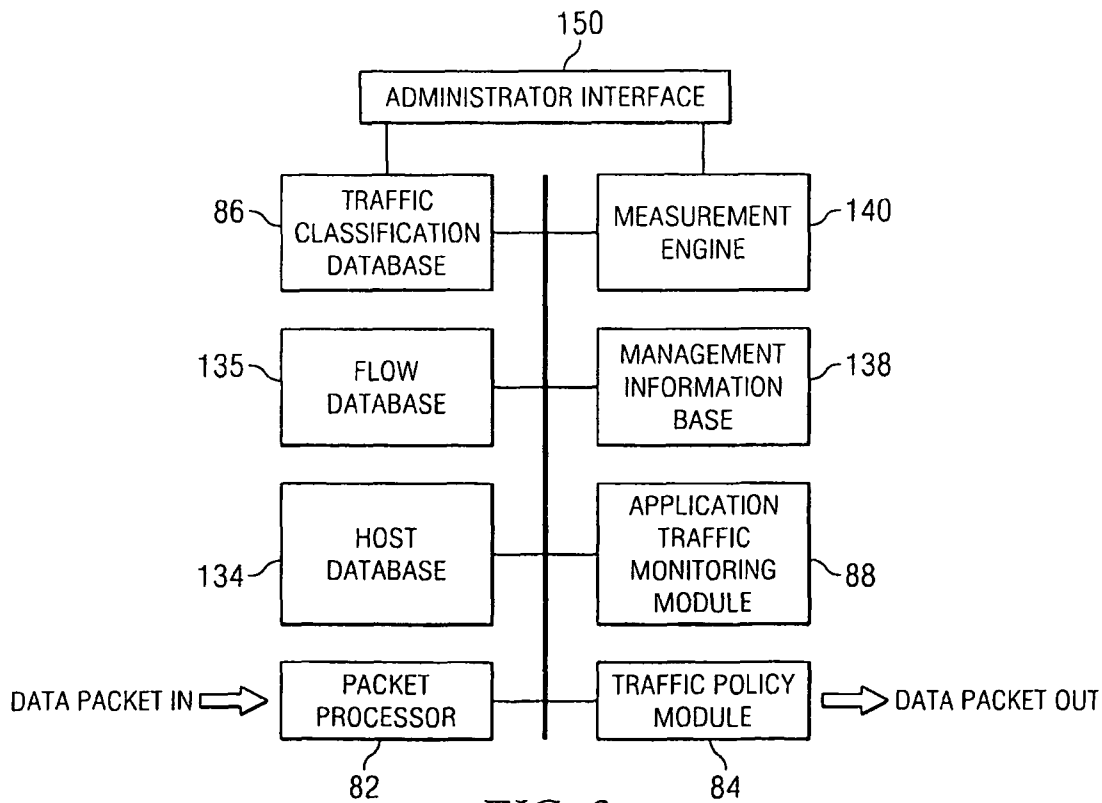 150
ADMINISTRATOR INTERFACE
86
TRAFFIC
CLASSIFICATION
DATABASE
MEASUREMENT
ENGINE
140
135
FLOW
DATABASE
MANAGEMENT
INFORMATION
BASE
138
134
HOST
DATABASE
APPLICATION
TRAFFIC
MONITORING
MODULE
88
DATA PACKET IN
PACKET
PROCESSOR
TRAFFIC POLICY
MODULE
DATA PACKET OUT
82
84